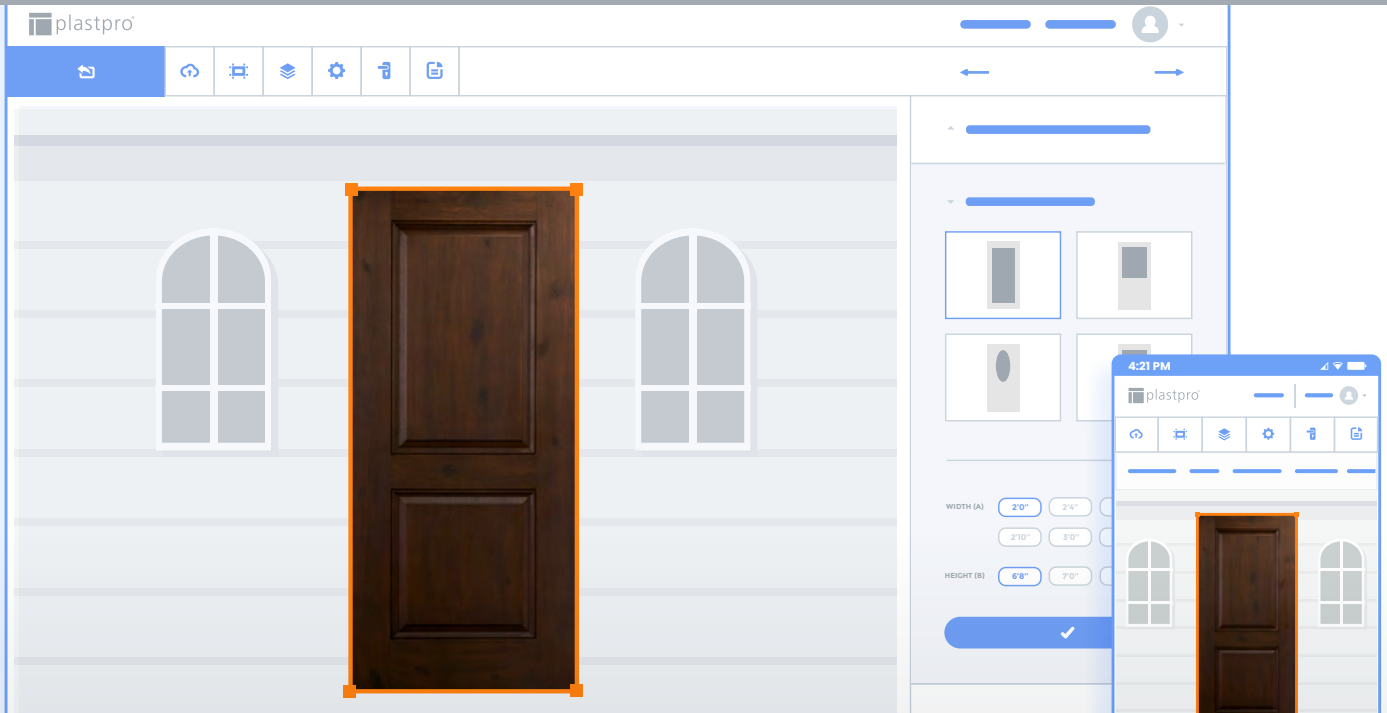 plastpro
WIDTH (A) 2'0" 2'4"
2'10" 3'0"
HEIGHT (B) 6'8" 7'0"
4:21 PM
plastpro